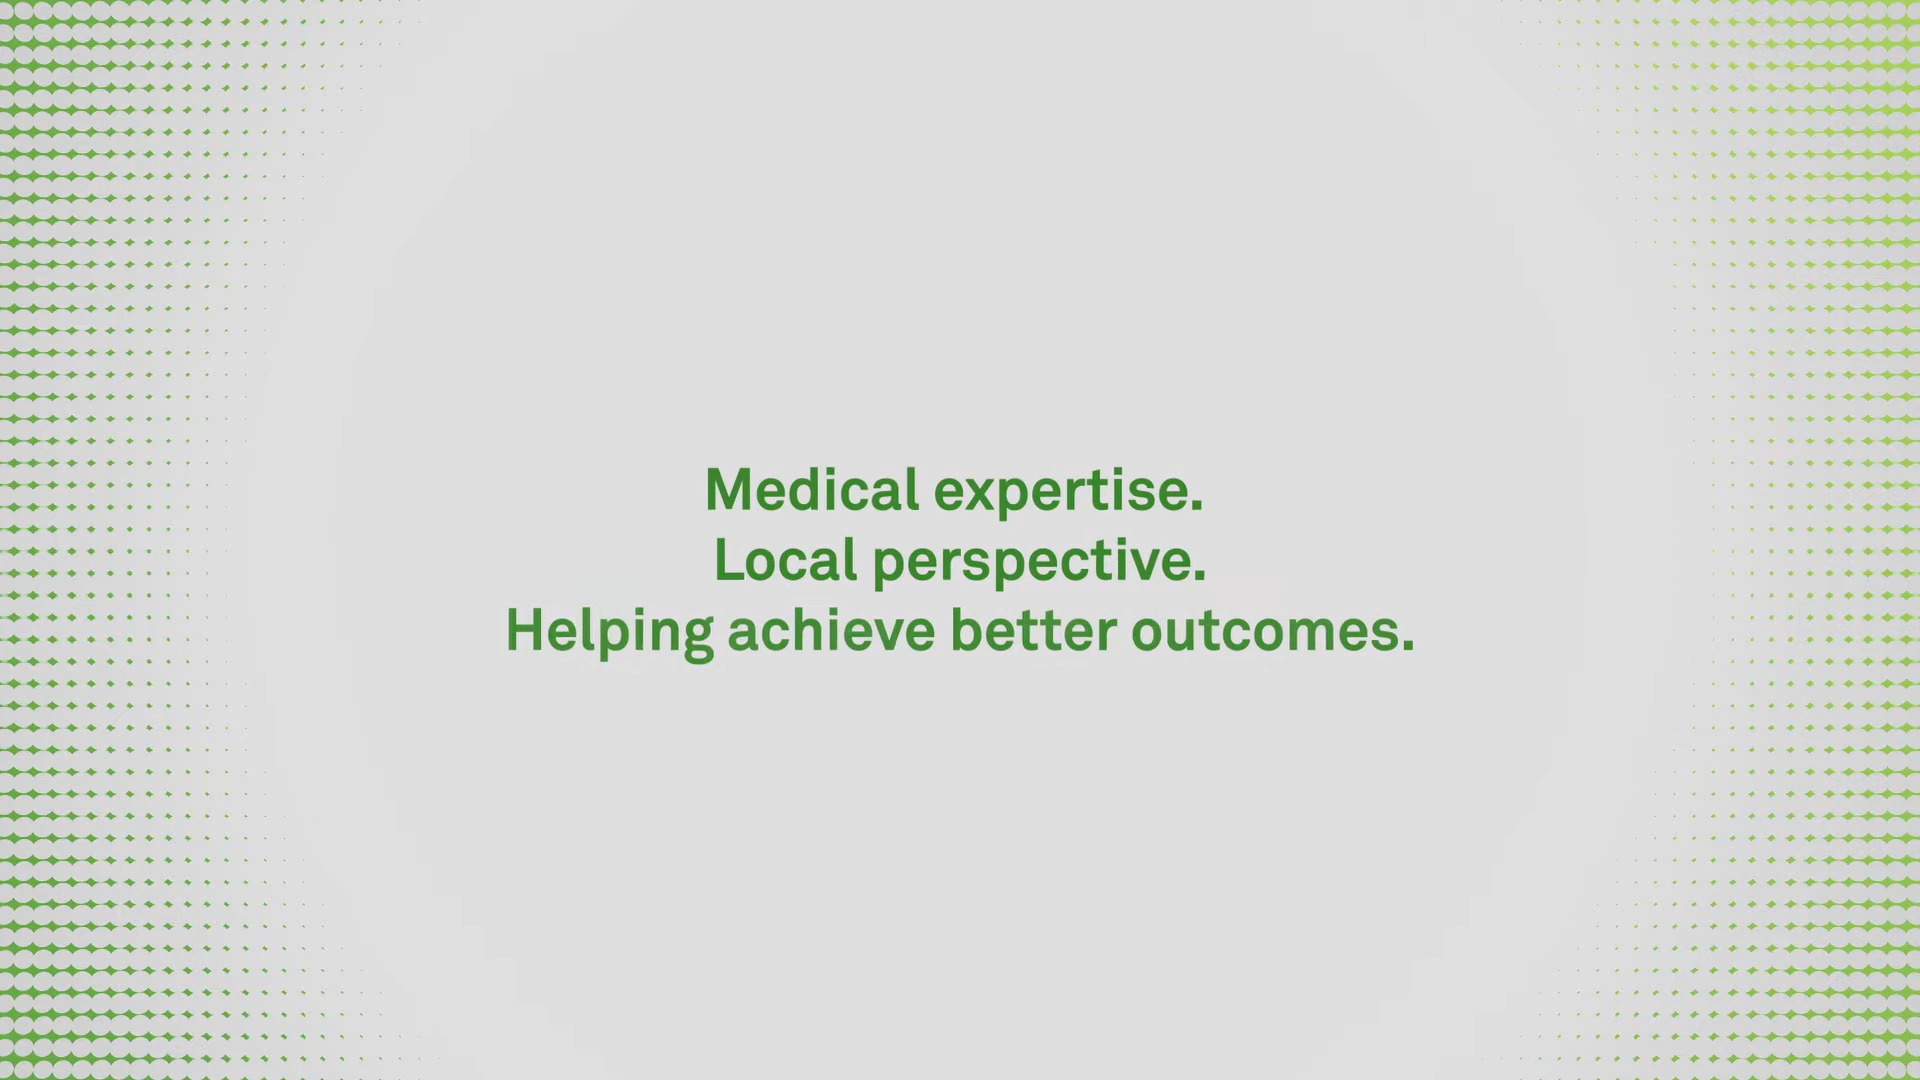 Medical expertise.
Local perspective.
Helping achieve better outcomes.